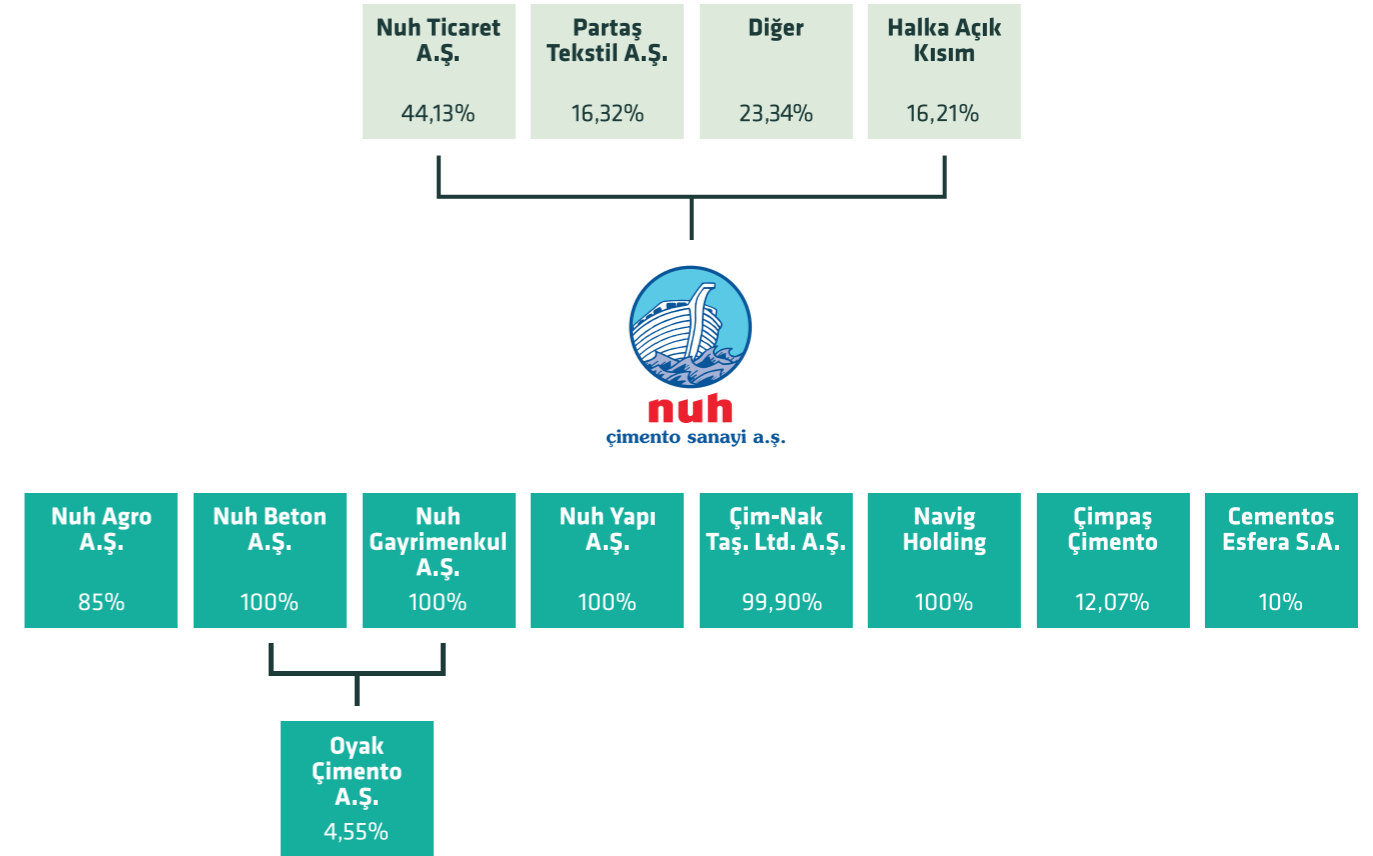 Nuh Ticaret
A.Ş.
44,13%
Partaş
Tekstil A.Ş.
16,32%
Diğer
23,34%
Halka Açık
Kısım
16,21%
nuh
çimento sanayi a.ş.
Nuh Agro
A.Ş.
85%
Nuh Beton
A.Ş.
100%
Nuh
Gayrimenkul
A.Ş.
100%
Nuh Yapı
A.Ş.
100%
Çim-Nak
Taş. Ltd. A.Ş.
99,90%
Navig
Holding
100%
Çimpaş
Çimento
12,07%
Cementos
Esfera S.A.
10%
Oyak
Çimento
A.Ş.
4,55%